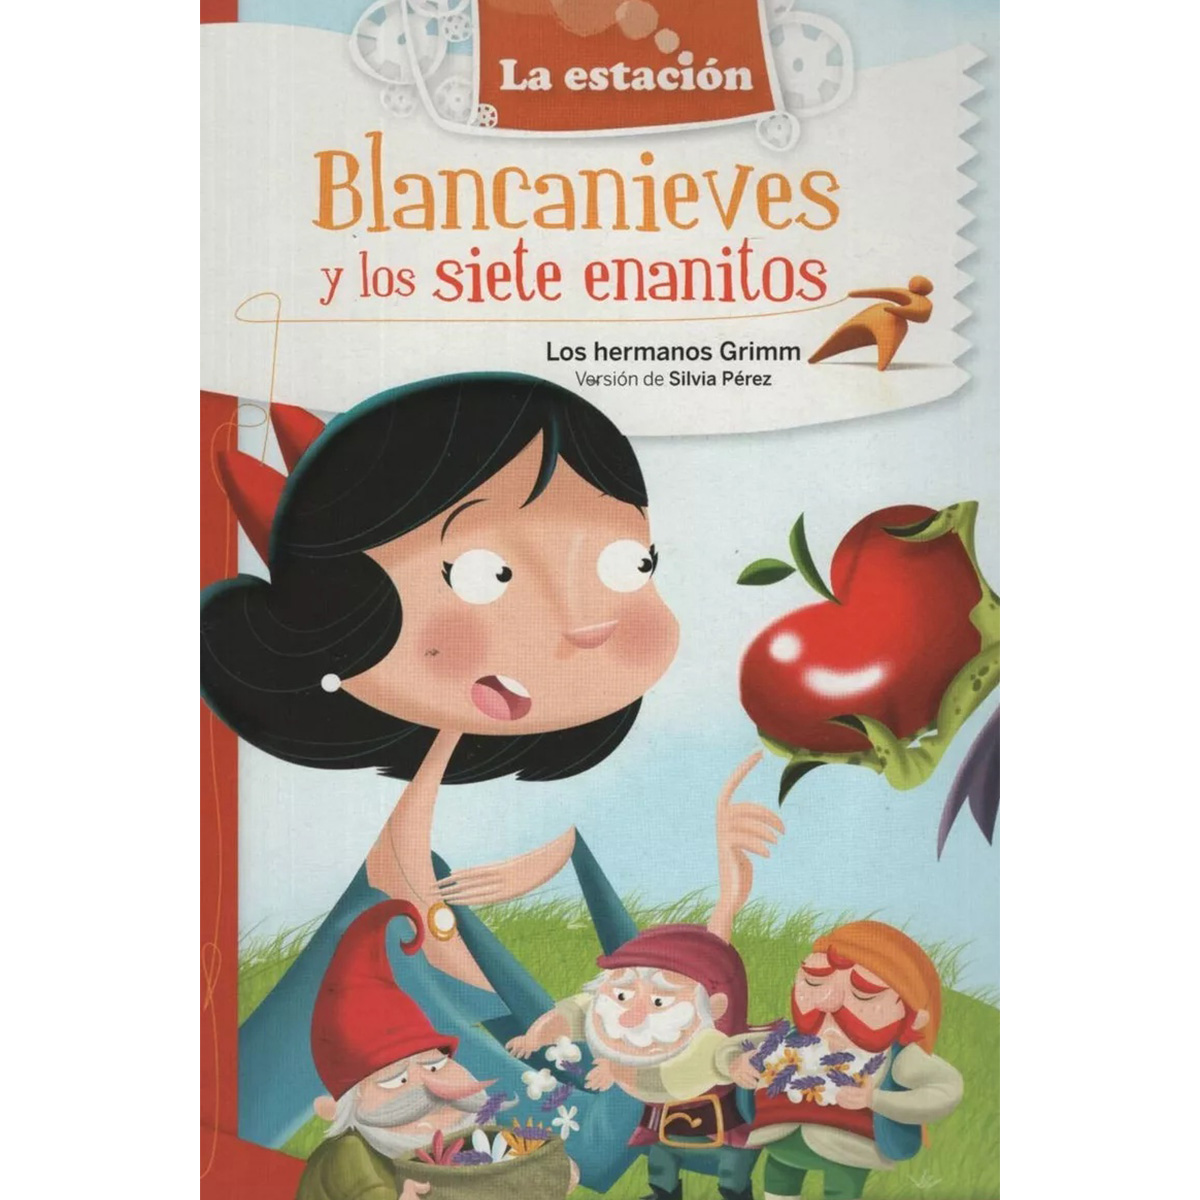 La estación
Blancanieves
y los siete enanitos
Los hermanos Grimm
Versión de Silvia Pérez